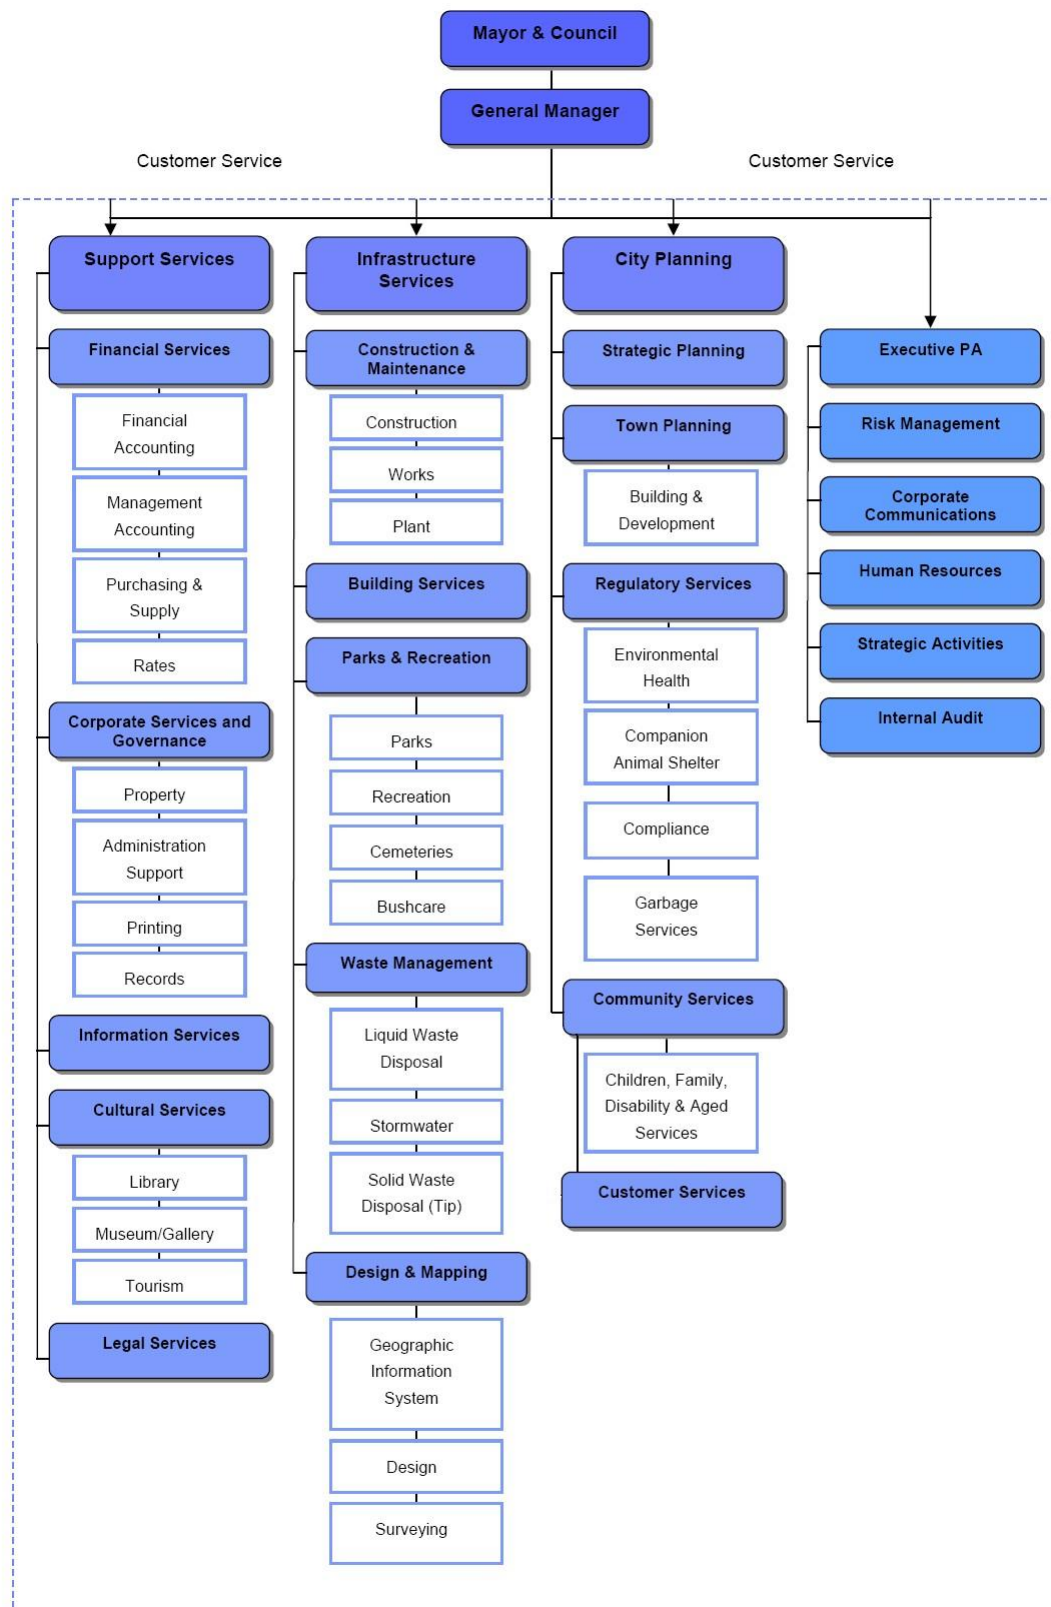 Mayor & Council
General Manager
Customer Service
Customer Service
Support Services
Financial Services
Financial
Accounting
Management
Accounting
Purchasing &
Supply
Rates
Corporate Services and
Governance
Property
Administration
Support
Printing
Records
Information Services
Cultural Services
Library
Museum/Gallery
Tourism
Legal Services
Infrastructure
Services
Construction &
Maintenance
Construction
Works
Plant
Building Services
Parks & Recreation
Parks
Recreation
Cemeteries
Bushcare
Waste Management
Liquid Waste
Disposal
Stormwater
Solid Waste
Disposal (Tip)
Design & Mapping
Geographic
Information
System
Design
Surveying
City Planning
Strategic Planning
Town Planning
Building &
Development
Regulatory Services
Environmental
Health
Companion
Animal Shelter
Compliance
Garbage
Services
Community Services
Children, Family,
Disability & Aged
Services
Customer Services
Executive PA
Risk Management
Corporate
Communications
Human Resources
Strategic Activities
Internal Audit